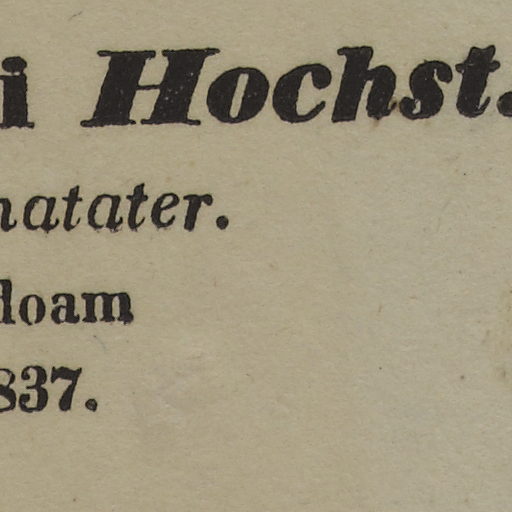 i Hochst.
natater.
doam
837.